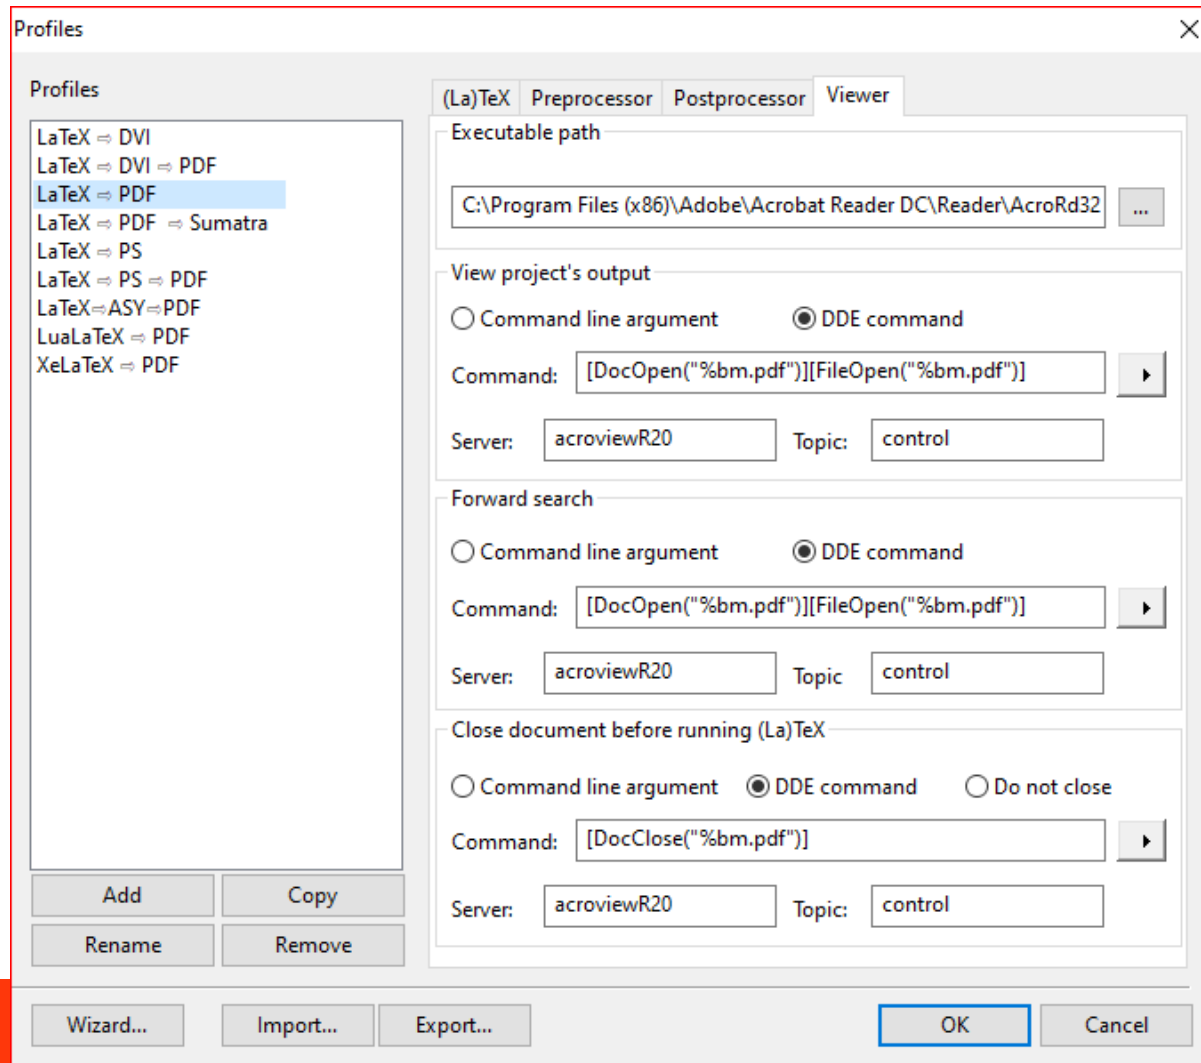 Profiles
Profiles
LaTeX ⇨ DVI
LaTeX ⇨ DVI ⇨ PDF
LaTeX ⇨ PDF
LaTeX ⇨ PDF ⇨ Sumatra
LaTeX ⇨ PS
LaTeX ⇨ PS ⇨ PDF
LaTeX⇨ASY⇨PDF
LuaLaTeX ⇨ PDF
XeLaTeX ⇨ PDF
Add Copy
Rename Remove
(La)TeX Preprocessor Postprocessor Viewer
Executable path
C:\Program Files (x86)\Adobe\Acrobat Reader DC\Reader\AcroRd32 ...
View project's output
Command line argument DDE command
Command: [DocOpen("%bm.pdf")][FileOpen("%bm.pdf")]
Server: acroviewR20 Topic: control
Forward search
Command line argument DDE command
Command: [DocOpen("%bm.pdf")][FileOpen("%bm.pdf")]
Server: acroviewR20 Topic control
Close document before running (La)TeX
Command line argument DDE command Do not close
Command: [DocClose("%bm.pdf")]
Server: acroviewR20 Topic: control
Wizard... Import... Export... OK Cancel